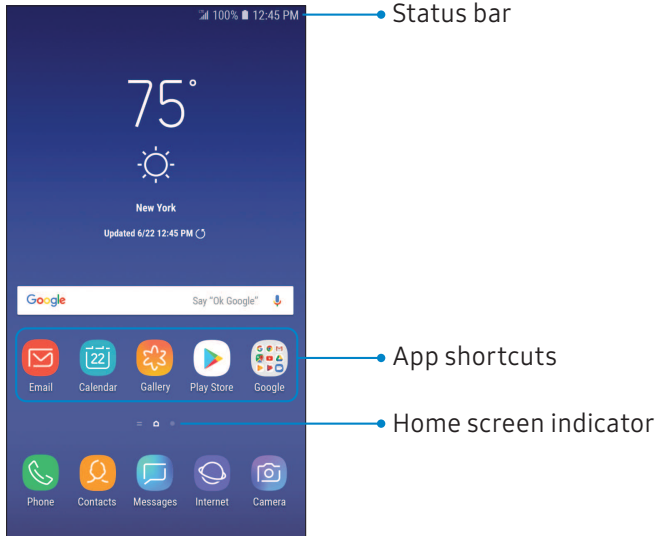 100% 12:45 PM
Status bar
75°
New York
Updated 6/22 12:45 PM
Google
Say "Ok Google"
22
App shortcuts
Email Calendar Gallery Play Store Google
Home screen indicator
Phone Contacts Messages Internet Camera